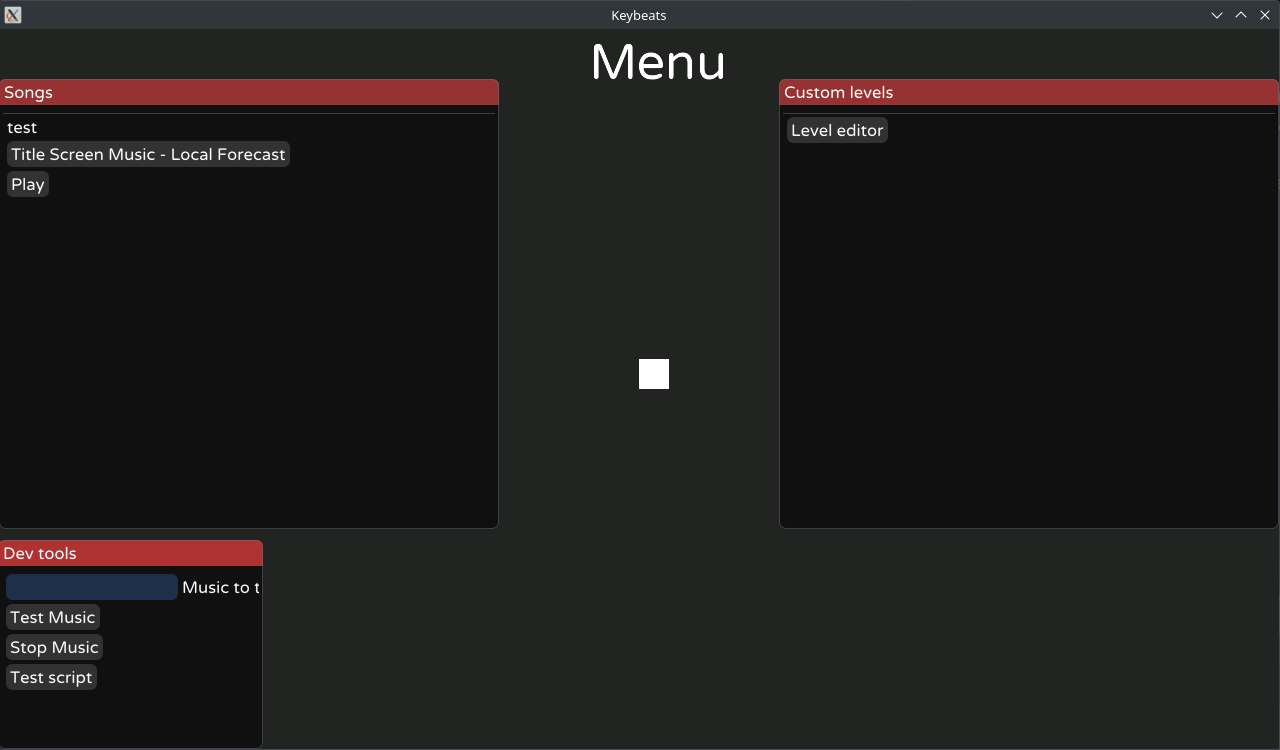 Keybeats
Menu
Songs
test
Title Screen Music - Local Forecast
Play
Custom levels
Level editor
Dev tools
Music to t
Test Music
Stop Music
Test script